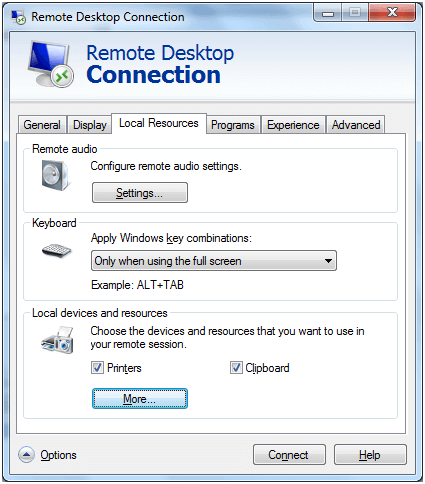 Remote Desktop Connection
Remote Desktop
Connection
General Display Local Resources Programs Experience Advanced
Remote audio
Configure remote audio settings.
Settings...
Keyboard
Apply Windows key combinations:
Only when using the full screen
Example: ALT+TAB
Local devices and resources
Choose the devices and resources that you want to use in
your remote session.
Printers Clipboard
More...
Options Connect Help